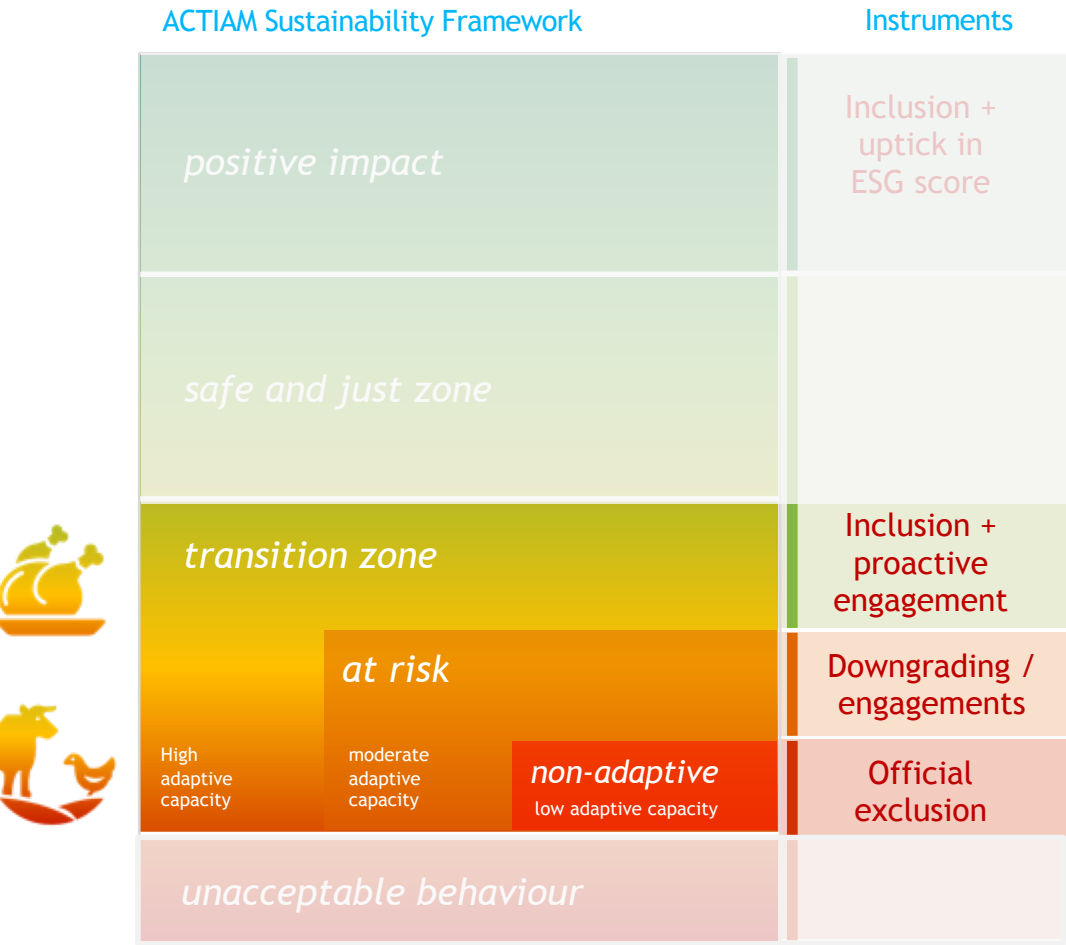 ACTIAM Sustainability Framework
Instruments
positive impact
Inclusion +
uptick in
ESG score
safe and just zone
transition zone
Inclusion +
proactive
engagement
at risk
Downgrading /
engagements
High
adaptive
capacity
moderate
adaptive
capacity
non-adaptive
low adaptive capacity
Official
exclusion
unacceptable behaviour